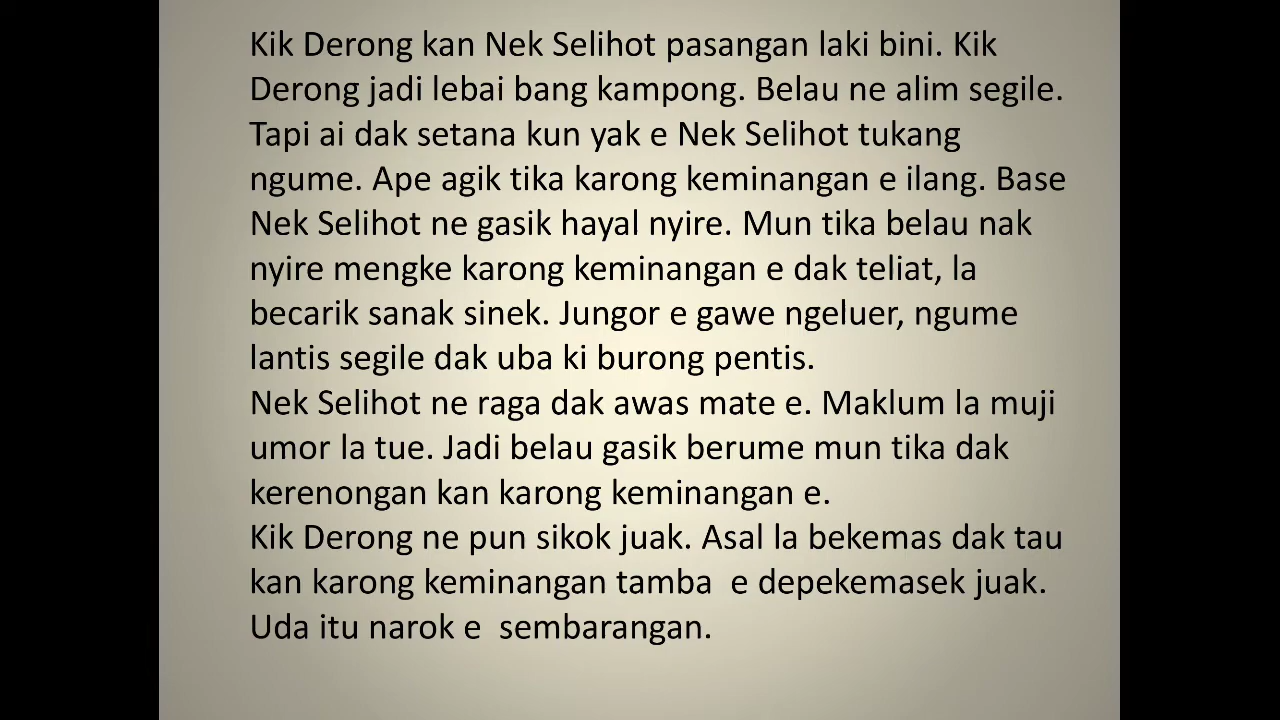 Kik Derong kan Nek Selihot pasangan laki bini. Kik
Derong jadi lebai bang kampong. Belau ne alim segile.
Tapi ai dak setana kun yak e Nek Selihot tukang
ngume. Ape agik tika karong keminangan e ilang. Base
Nek Selihot ne gasik hayal nyire. Mun tika belau nak
nyire mengke karong keminangan e dak teliat, la
becarik sanak sinek. Jungor e gawe ngeluer, ngume
lantis segile dak uba ki burong pentis.
Nek Selihot ne raga dak awas mate e. Maklum la muji
umor la tue. Jadi belau gasik berume mun tika dak
kerenongan kan karong keminangan e.
Kik Derong ne pun sikok juak. Asal la bekemas dak tau
kan karong keminangan tamba  e depekemasek juak.
Uda itu narok e  sembarangan.